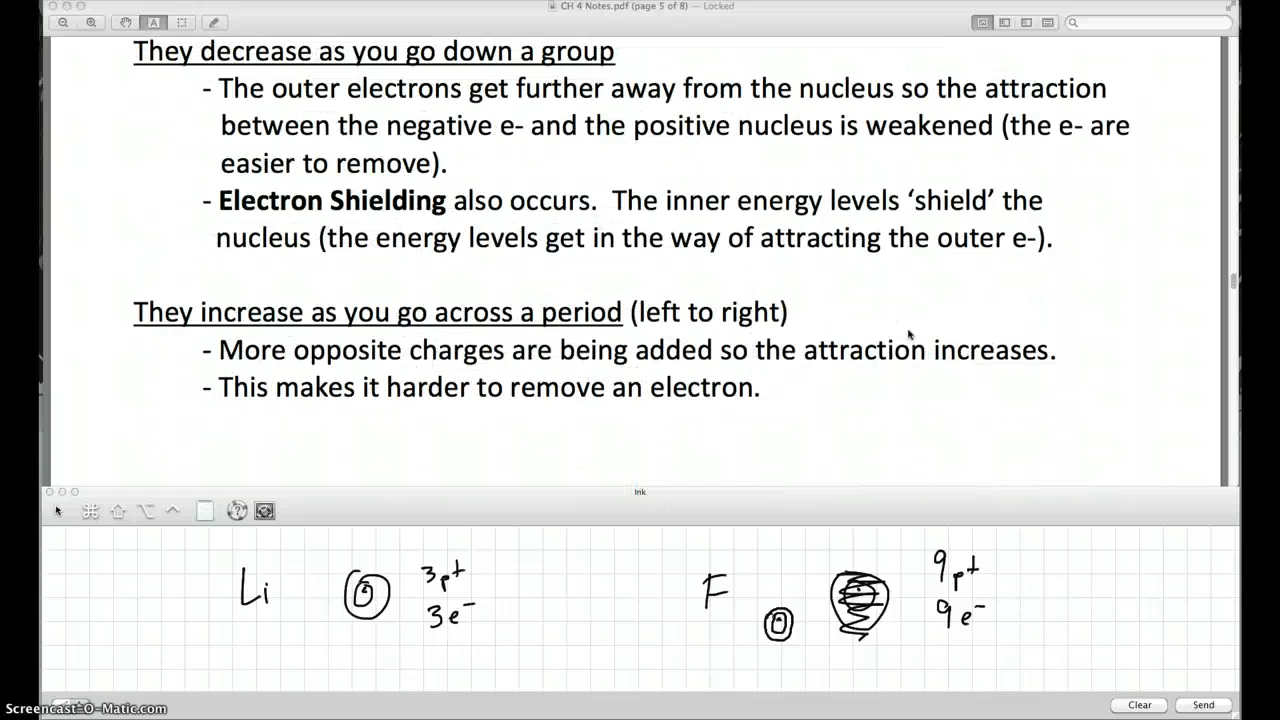 CH 4 Notes.pdf (page 5 of 8) — Locked
They decrease as you go down a group
- The outer electrons get further away from the nucleus so the attraction
between the negative e- and the positive nucleus is weakened (the e- are
easier to remove).
- Electron Shielding also occurs.  The inner energy levels ‘shield’ the
nucleus (the energy levels get in the way of attracting the outer e-).
They increase as you go across a period (left to right)
- More opposite charges are being added so the attraction increases.
- This makes it harder to remove an electron.
Ink
Li 3p+ F 9p+
3e- 9e-
Screencast-O-Matic.com Clear Send